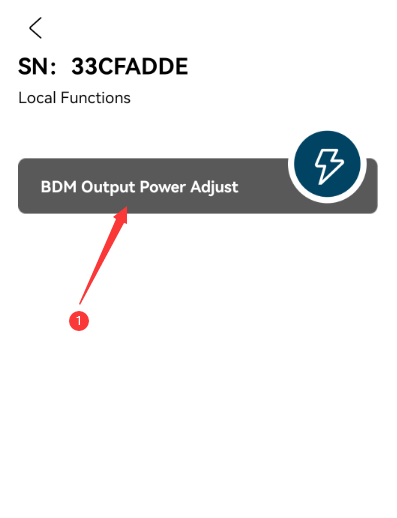 SN：33CFADDE
Local Functions
BDM Output Power Adjust
1